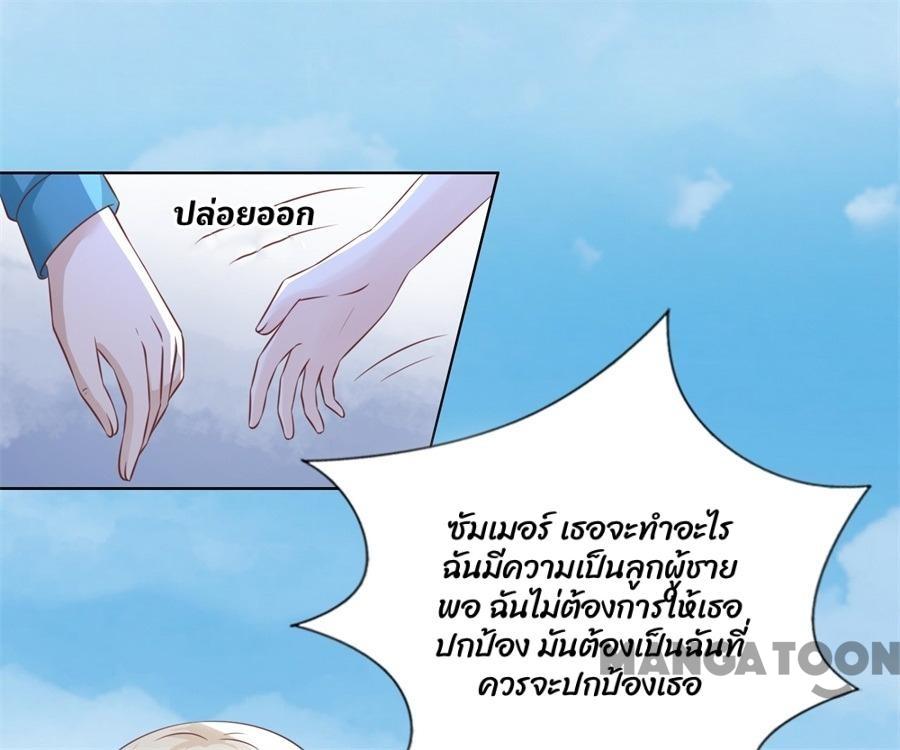 ปล่อยออก
ซัมเมอร์ เธอจะทำอะไร
ฉันมีความเป็นลูกผู้ชาย
พอ ฉันไม่ต้องการให้เธอ
ปกป้อง มันต้องเป็นฉันที่
ควรจะปกป้องเธอ
MANGATOON